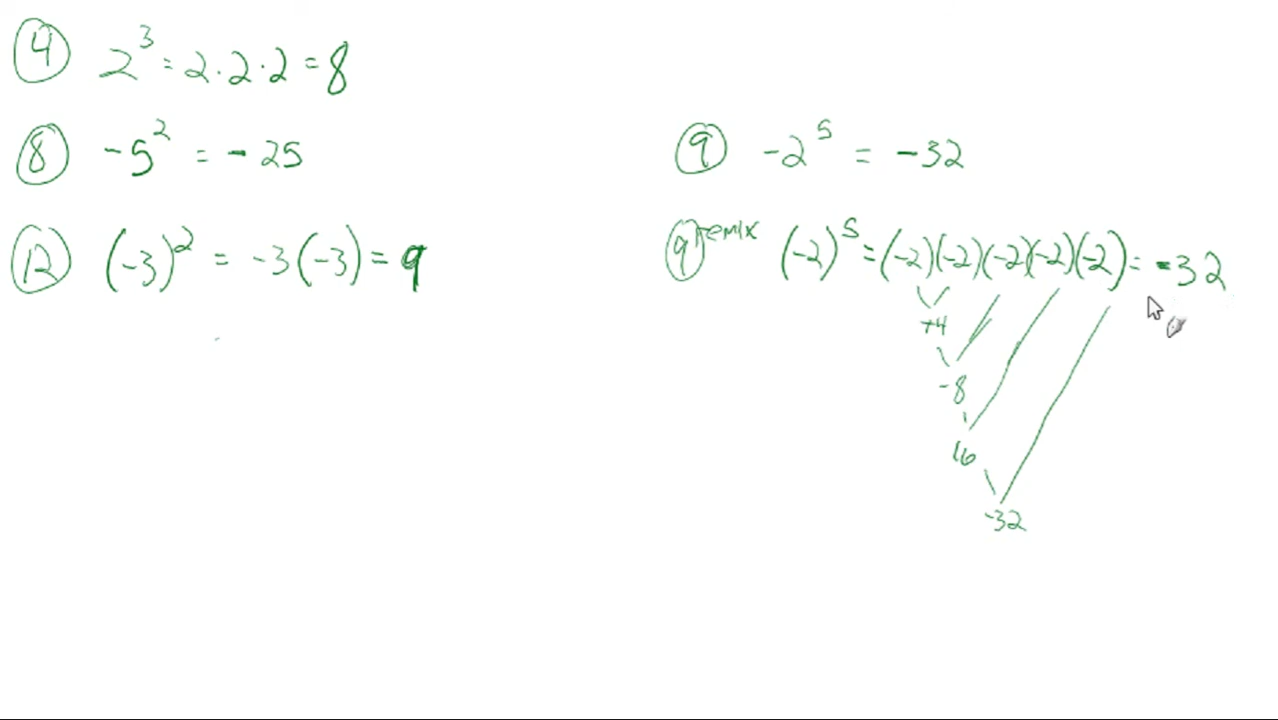 ④ 2³ = 2·2·2 = 8
⑧ -5² = -25
⑫ (-3)² = -3(-3) = 9
⑨ -2⁵ = -32
⑨ remix (-2)⁵ = (-2)(-2)(-2)(-2)(-2) = -32
+4
-8
16
-32